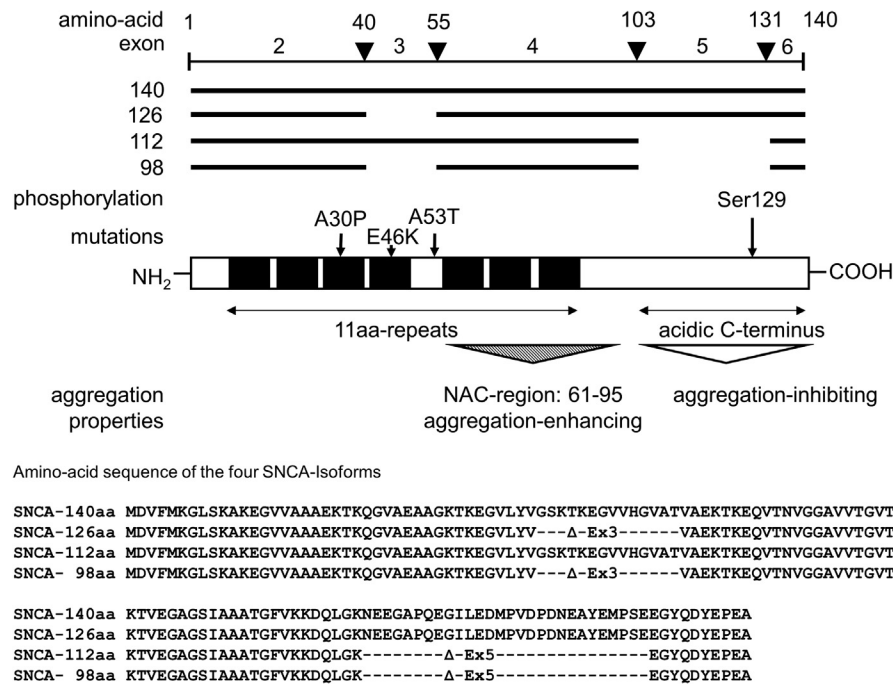 amino-acid 1 40 55 103 131 140
exon 2 3 4 5 6
140
126
112
98
phosphorylation Ser129
mutations A30P E46K A53T
NH2 COOH
11aa-repeats acidic C-terminus
aggregation properties NAC-region: 61-95 aggregation-enhancing aggregation-inhibiting
Amino-acid sequence of the four SNCA-Isoforms
SNCA-140aa MDVFMKGLSKAKEGVVAAAEKTKQGVAEAAGKTKEGVLYVGSKTKEGVVHGVATVAEKTKEQVTNVGGAVVTGVT
SNCA-126aa MDVFMKGLSKAKEGVVAAAEKTKQGVAEAAGKTKEGVLYV---Δ-Ex3------VAEKTKEQVTNVGGAVVTGVT
SNCA-112aa MDVFMKGLSKAKEGVVAAAEKTKQGVAEAAGKTKEGVLYVGSKTKEGVVHGVATVAEKTKEQVTNVGGAVVTGVT
SNCA- 98aa MDVFMKGLSKAKEGVVAAAEKTKQGVAEAAGKTKEGVLYV---Δ-Ex3------VAEKTKEQVTNVGGAVVTGVT
SNCA-140aa KTVEGAGSIAAATGFVKKDQLGKNEEGAPQEGILEDMPVDPDNEAYEMPSEEGYQDYEPEA
SNCA-126aa KTVEGAGSIAAATGFVKKDQLGKNEEGAPQEGILEDMPVDPDNEAYEMPSEEGYQDYEPEA
SNCA-112aa KTVEGAGSIAAATGFVKKDQLGK--------Δ-Ex5---------------EGYQDYEPEA
SNCA- 98aa KTVEGAGSIAAATGFVKKDQLGK--------Δ-Ex5---------------EGYQDYEPEA